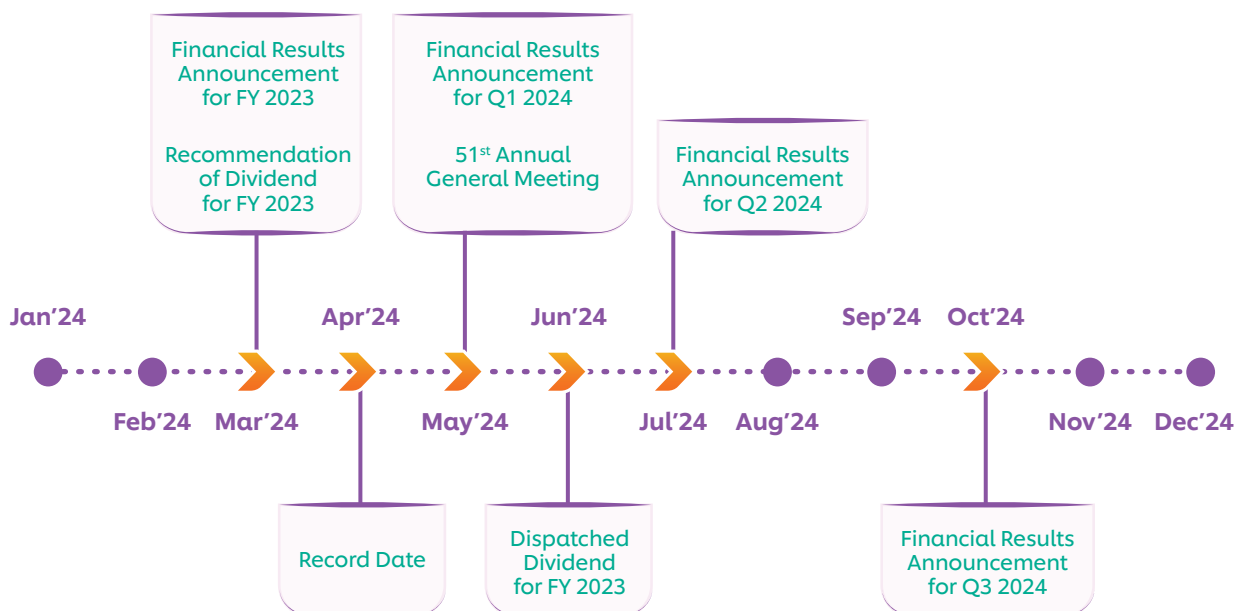 Financial Results
Announcement
for FY 2023
Recommendation
of Dividend
for FY 2023
Financial Results
Announcement
for Q1 2024
51st Annual
General Meeting
Financial Results
Announcement
for Q2 2024
Jan’24
Feb’24
Mar’24
Apr’24
May’24
Jun’24
Jul’24
Aug’24
Sep’24
Oct’24
Nov’24
Dec’24
Record Date
Dispatched
Dividend
for FY 2023
Financial Results
Announcement
for Q3 2024